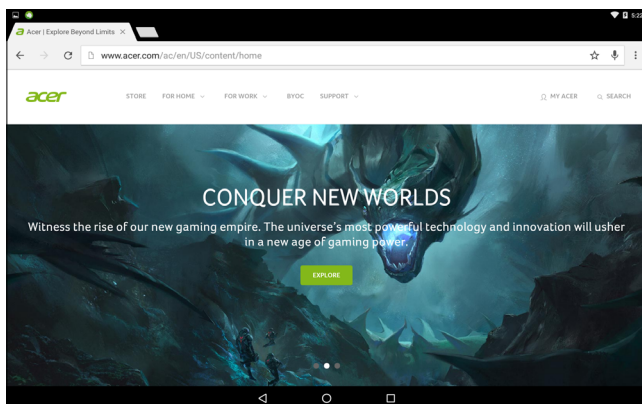 5:22
Acer | Explore Beyond Limits
www.acer.com/ac/en/US/content/home
acer
STORE FOR HOME FOR WORK BYOC SUPPORT MY ACER SEARCH
CONQUER NEW WORLDS
Witness the rise of our new gaming empire. The universe's most powerful technology and innovation will usher
in a new age of gaming power.
EXPLORE